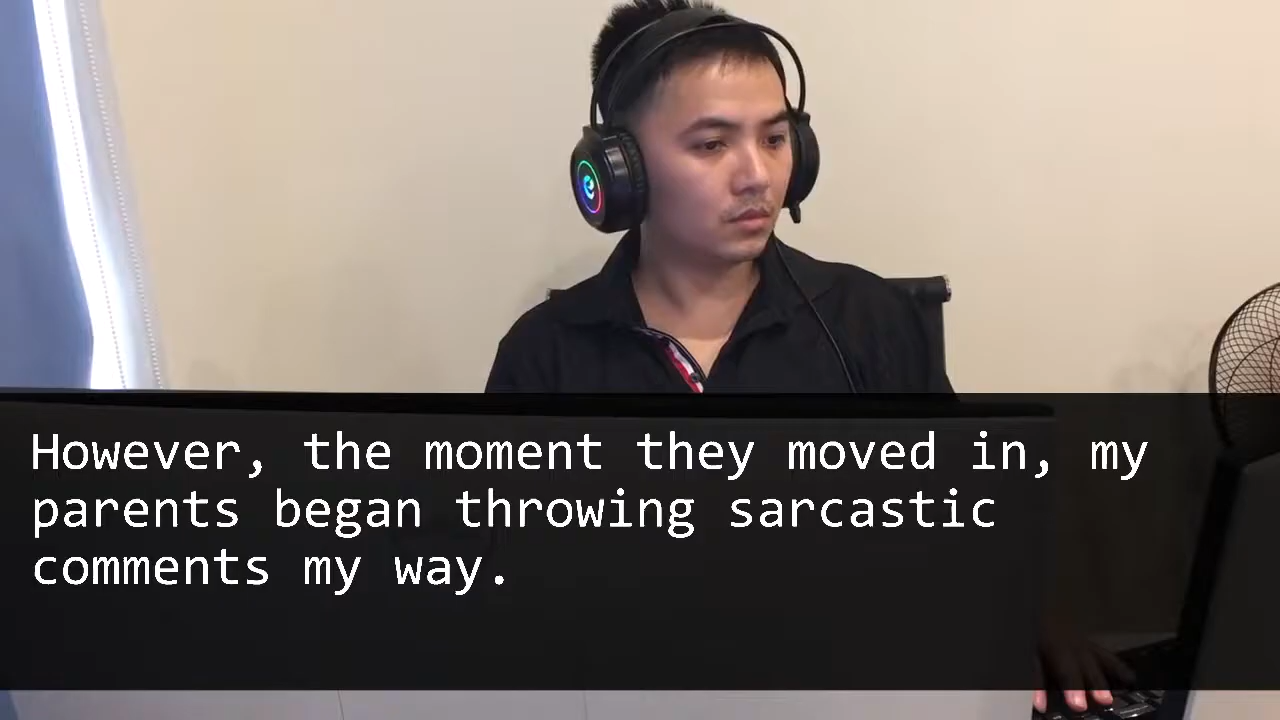 However, the moment they moved in, my
parents began throwing sarcastic
comments my way.